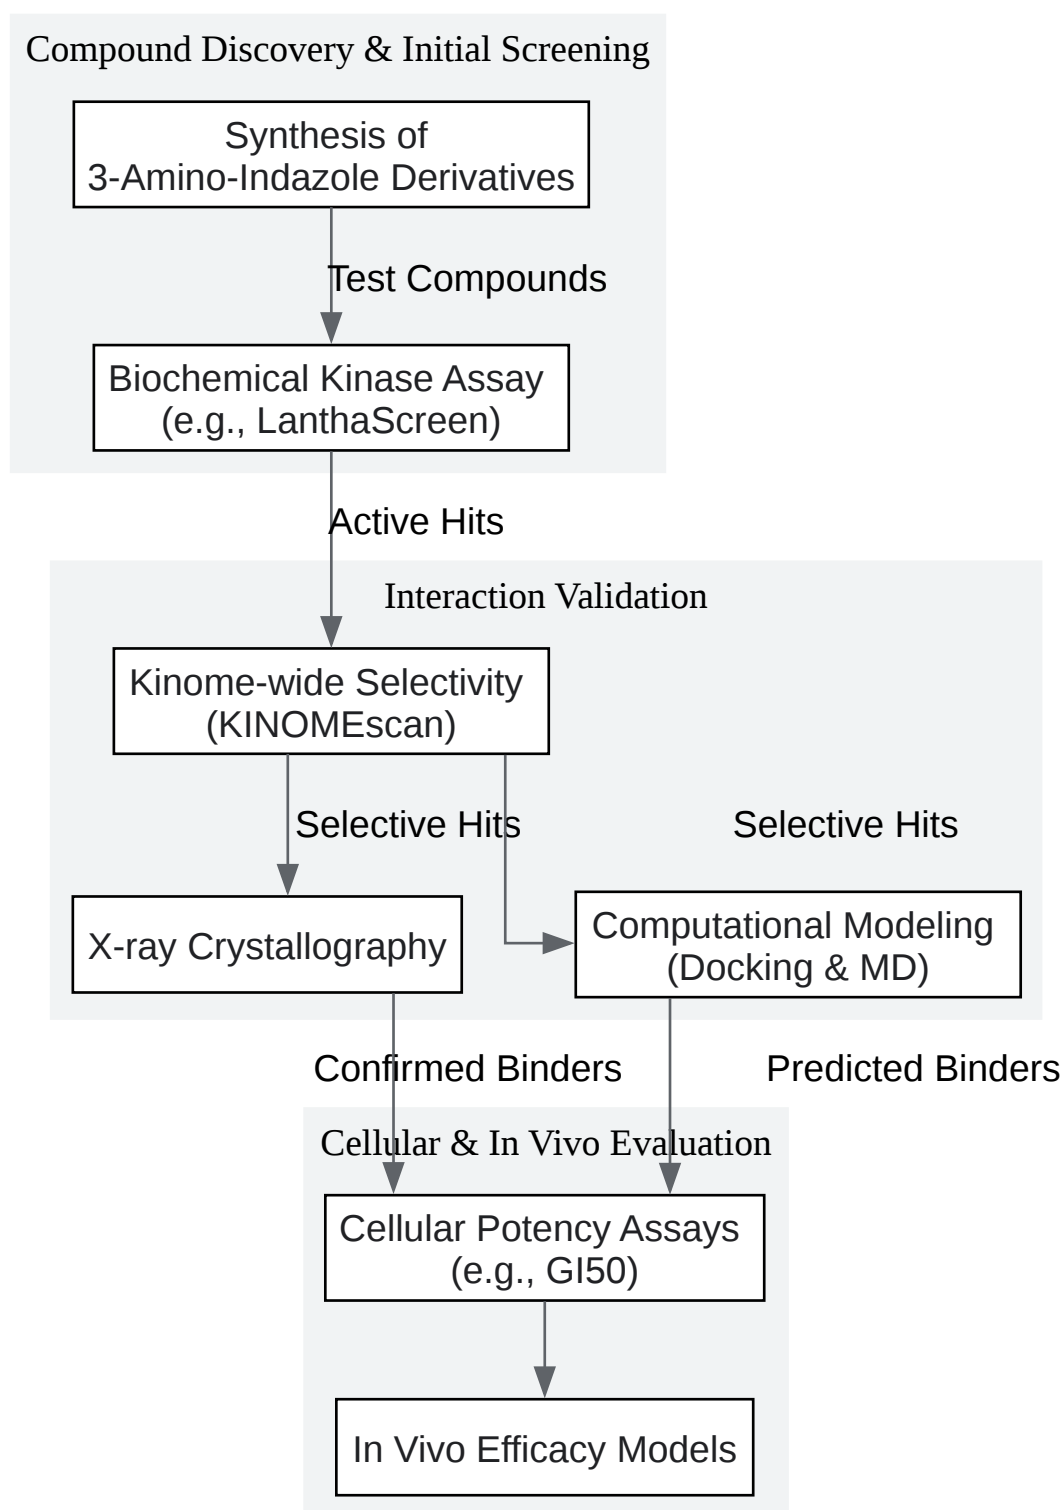 Compound Discovery & Initial Screening
Synthesis of
3-Amino-Indazole Derivatives
Test Compounds
Biochemical Kinase Assay
(e.g., LanthaScreen)
Active Hits
Interaction Validation
Kinome-wide Selectivity
(KINOMEscan)
Selective Hits
Selective Hits
X-ray Crystallography
Computational Modeling
(Docking & MD)
Confirmed Binders
Predicted Binders
Cellular & In Vivo Evaluation
Cellular Potency Assays
(e.g., GI50)
In Vivo Efficacy Models